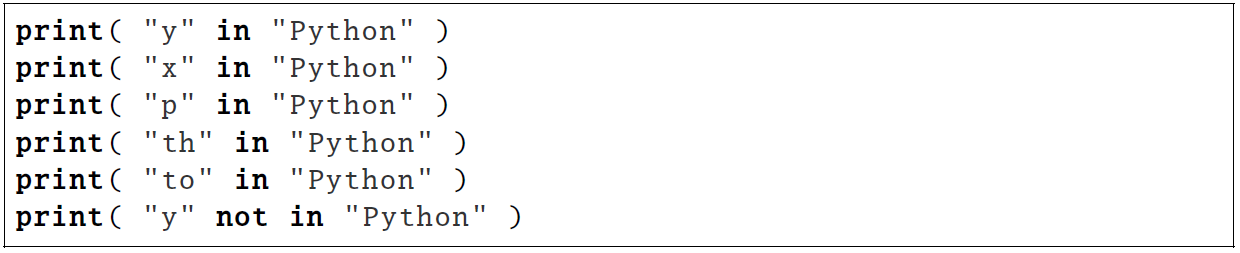 print( "y" in "Python" )
print( "x" in "Python" )
print( "p" in "Python" )
print( "th" in "Python" )
print( "to" in "Python" )
print( "y" not in "Python" )